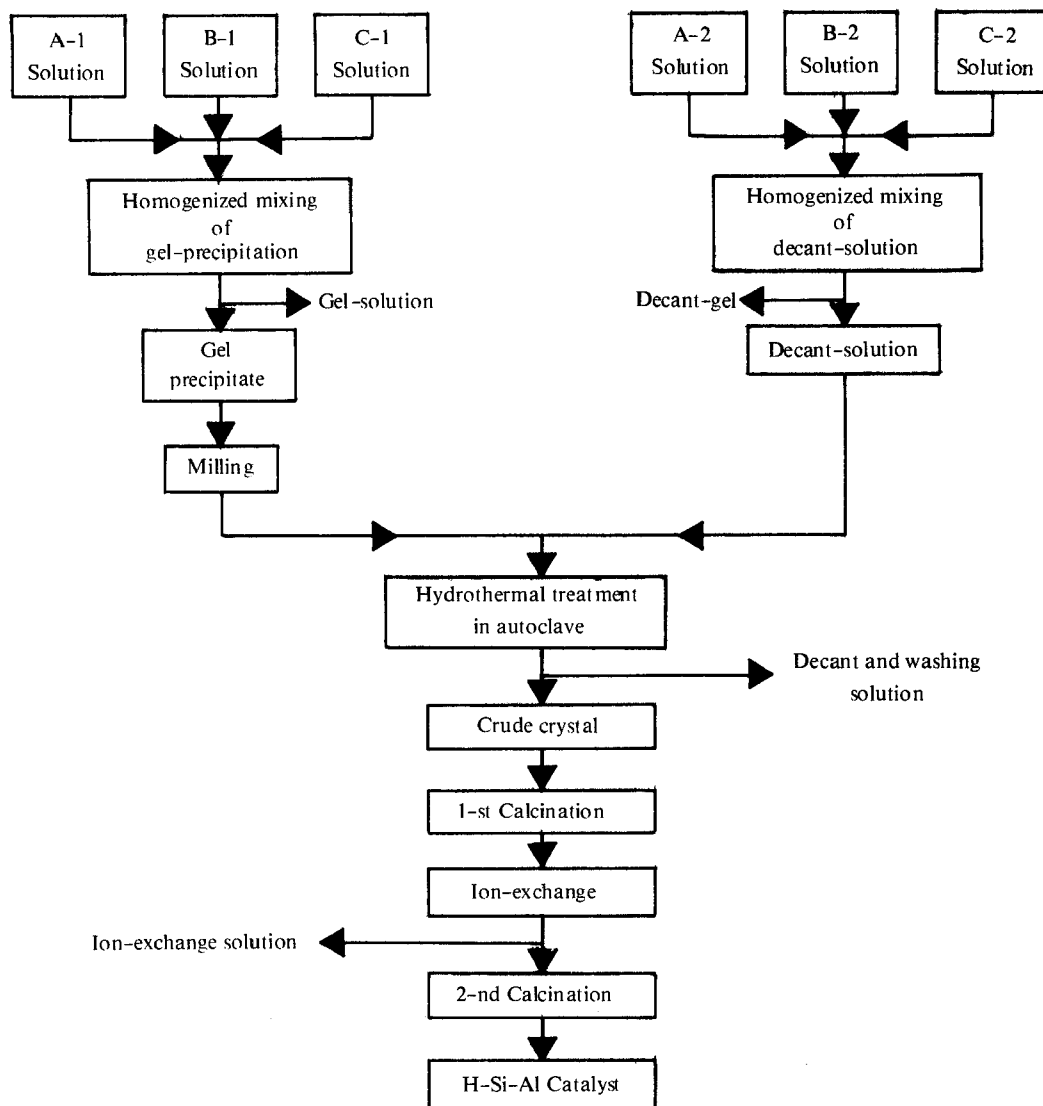 A-1
Solution
B-1
Solution
C-1
Solution
A-2
Solution
B-2
Solution
C-2
Solution
Homogenized mixing
of
gel-precipitation
Homogenized mixing
of
decant-solution
Gel-solution
Decant-gel
Gel
precipitate
Decant-solution
Milling
Hydrothermal treatment
in autoclave
Decant and washing
solution
Crude crystal
1-st Calcination
Ion-exchange
Ion-exchange solution
2-nd Calcination
H-Si-Al Catalyst